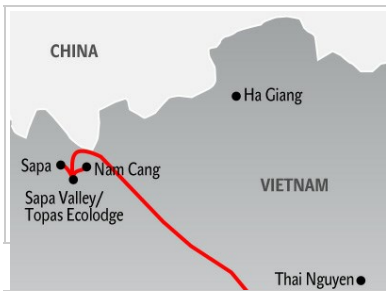 CHINA
Ha Giang
Sapa
Nam Cang
Sapa Valley/
Topas Ecolodge
VIETNAM
Thai Nguyen